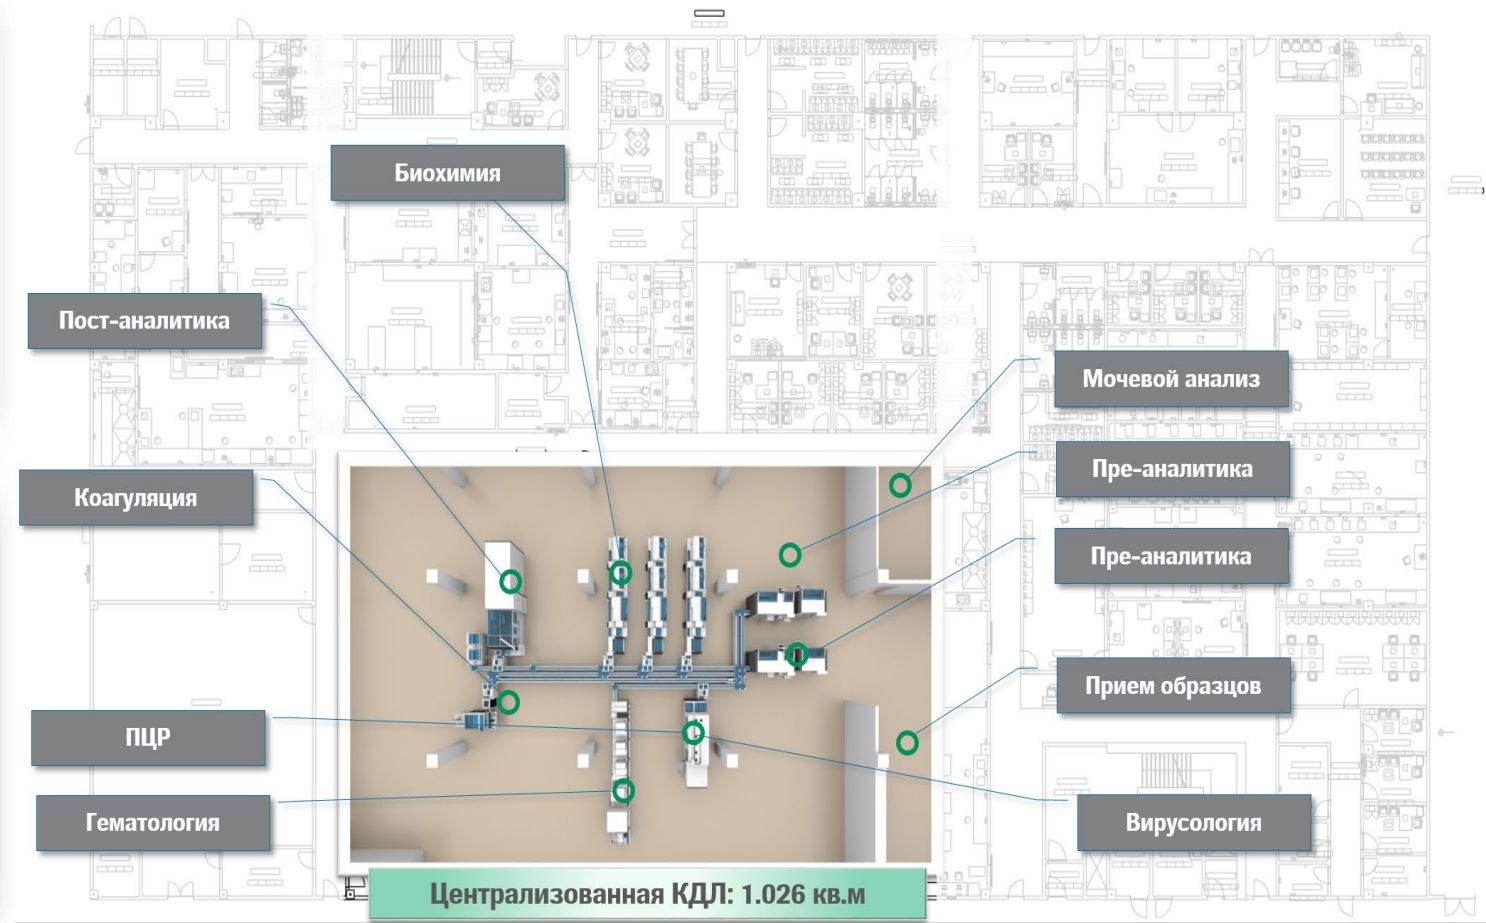 Биохимия
Пост-аналитика
Мочевой анализ
Пре-аналитика
Коагуляция
Пре-аналитика
Прием образцов
ПЦР
Гематология
Вирусология
Централизованная КДЛ: 1.026 кв.м